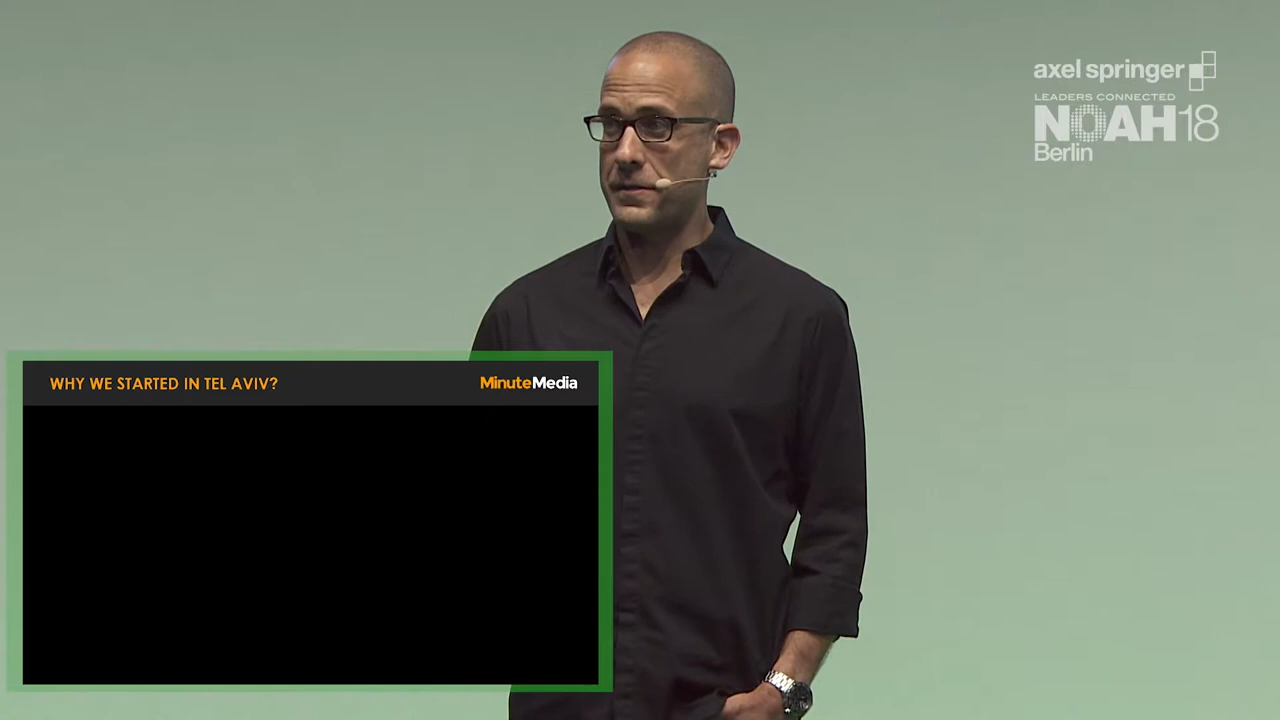 axel springer
LEADERS CONNECTED
NOAH18
Berlin
WHY WE STARTED IN TEL AVIV?
MinuteMedia